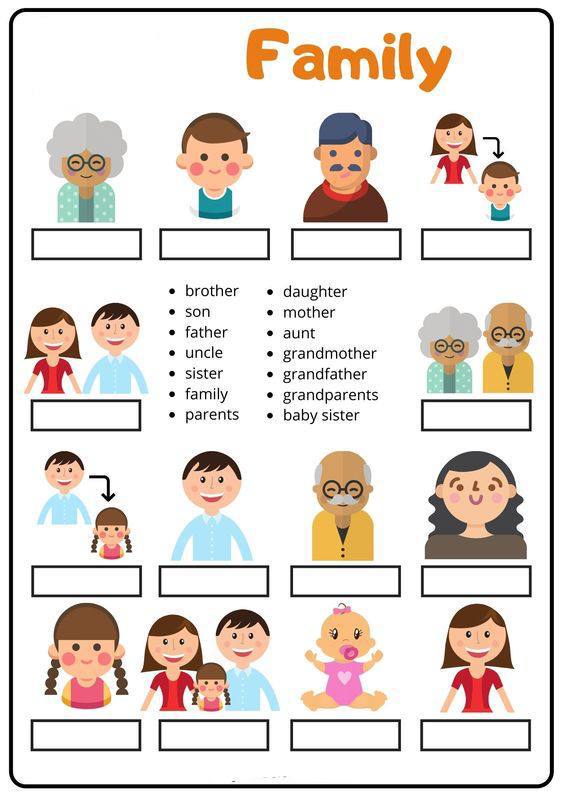 Family
• brother
• son
• father
• uncle
• sister
• family
• parents
• daughter
• mother
• aunt
• grandmother
• grandfather
• grandparents
• baby sister